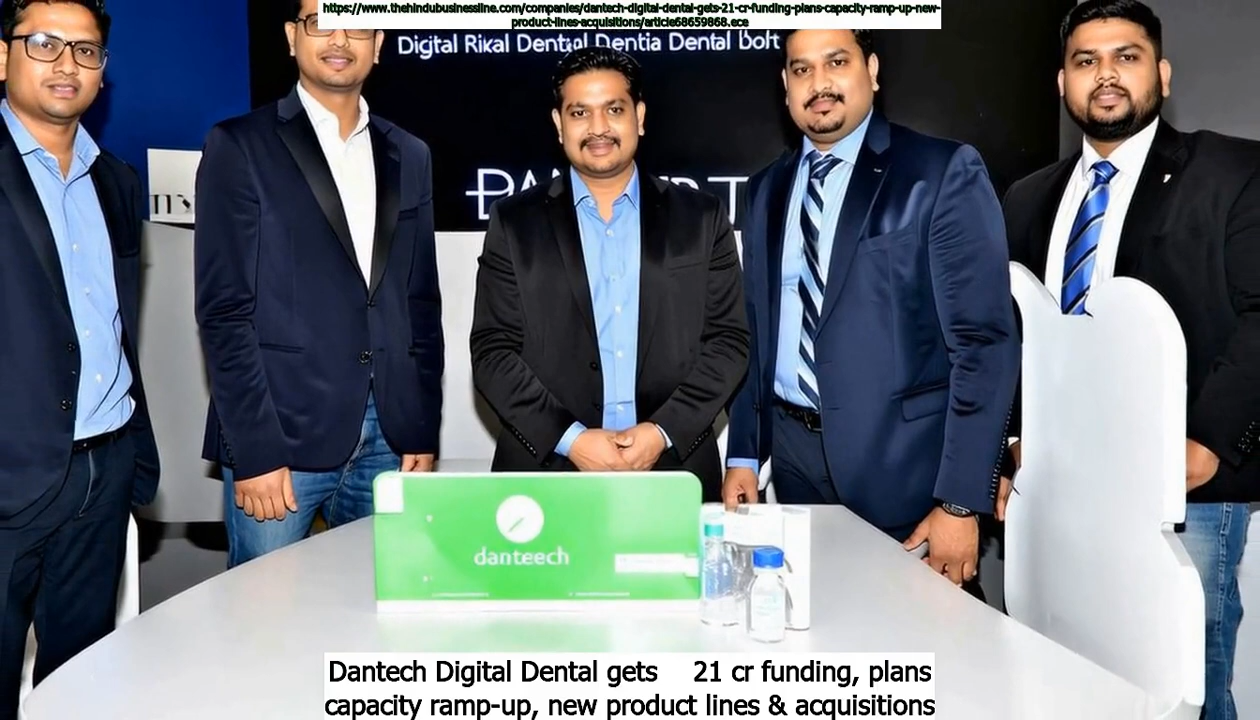 https://www.thehindubusinessline.com/companies/dantech-digital-dental-gets-21-cr-funding-plans-capacity-ramp-up-new-
product-lines-acquisitions/article68659868.ece
Digital Rikal Dental Dentia Dental Doft
danteech
Dantech Digital Dental gets 21 cr funding, plans
capacity ramp-up, new product lines & acquisitions